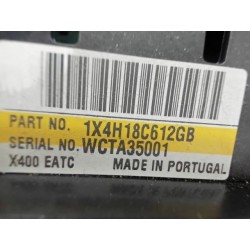 PART NO. 1X4H18C612GB
SERIAL NO. WCTA35001
X400 EATC MADE IN PORTUGAL